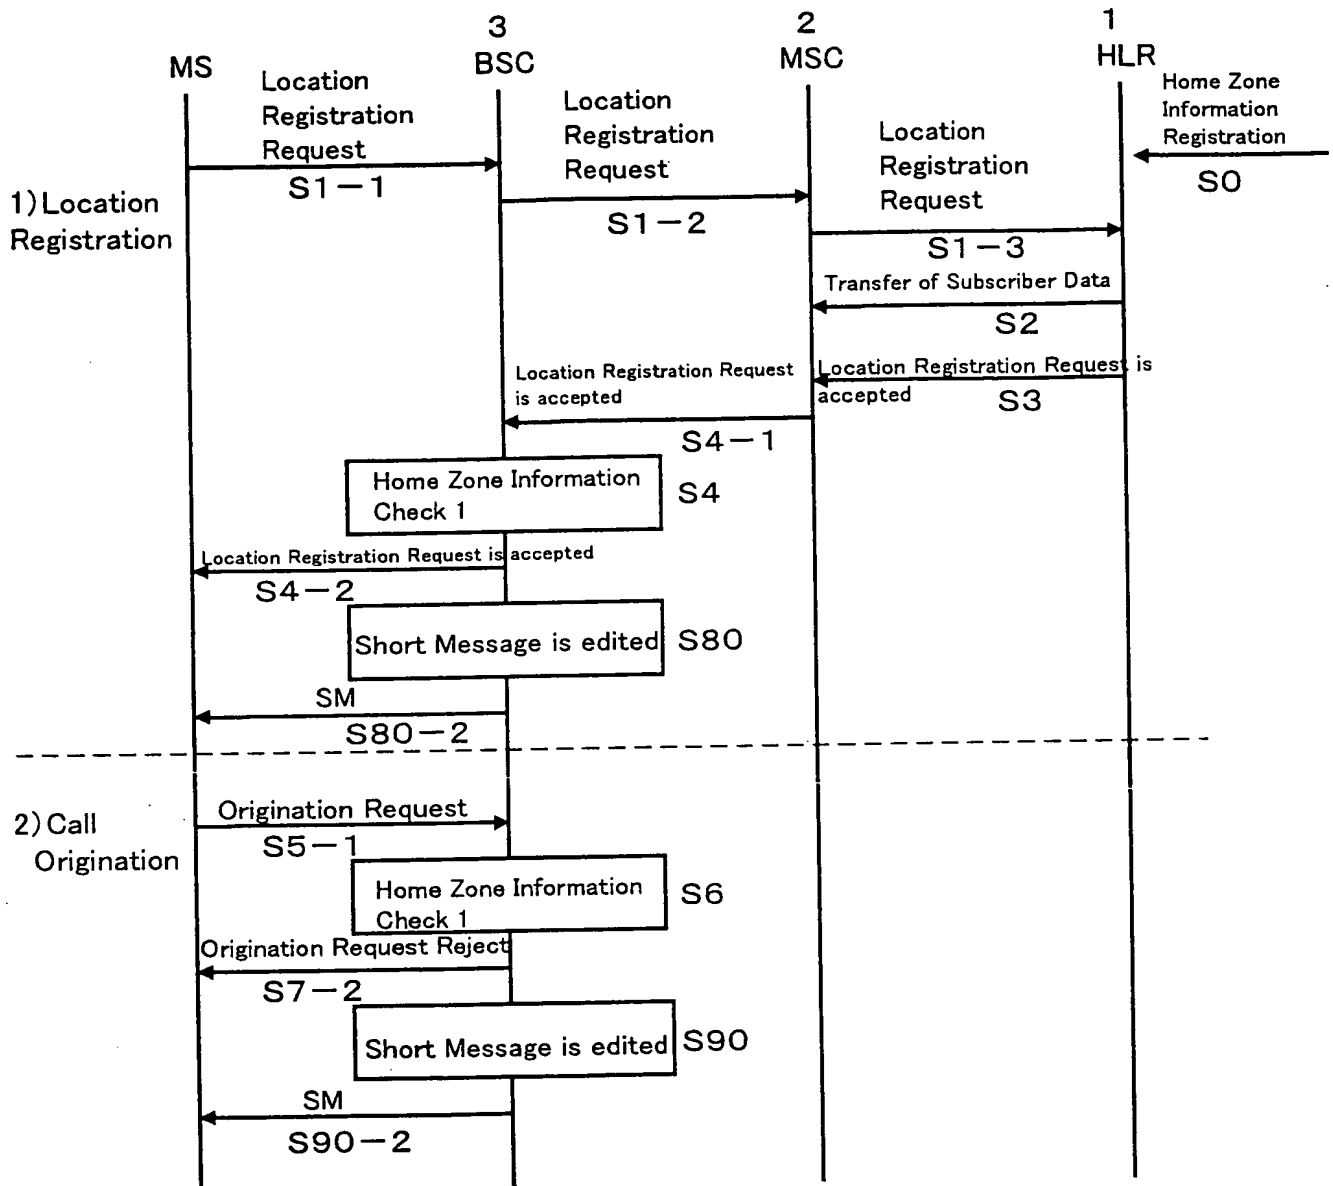 3
2
1
MS
BSC
MSC
HLR
Location
Registration
Request
S1-1
Location
Registration
Request
S1-2
Location
Registration
Request
S1-3
Home Zone
Information
Registration
S0
1)Location
Registration
Transfer of Subscriber Data
S2
Location Registration Request is
accepted
S3
Location Registration Request
is accepted
S4-1
Home Zone Information
Check 1
S4
Location Registration Request is accepted
S4-2
Short Message is edited
S80
SM
S80-2
2)Call
Origination
Origination Request
S5-1
Home Zone Information
Check 1
S6
Origination Request Reject
S7-2
Short Message is edited
S90
SM
S90-2